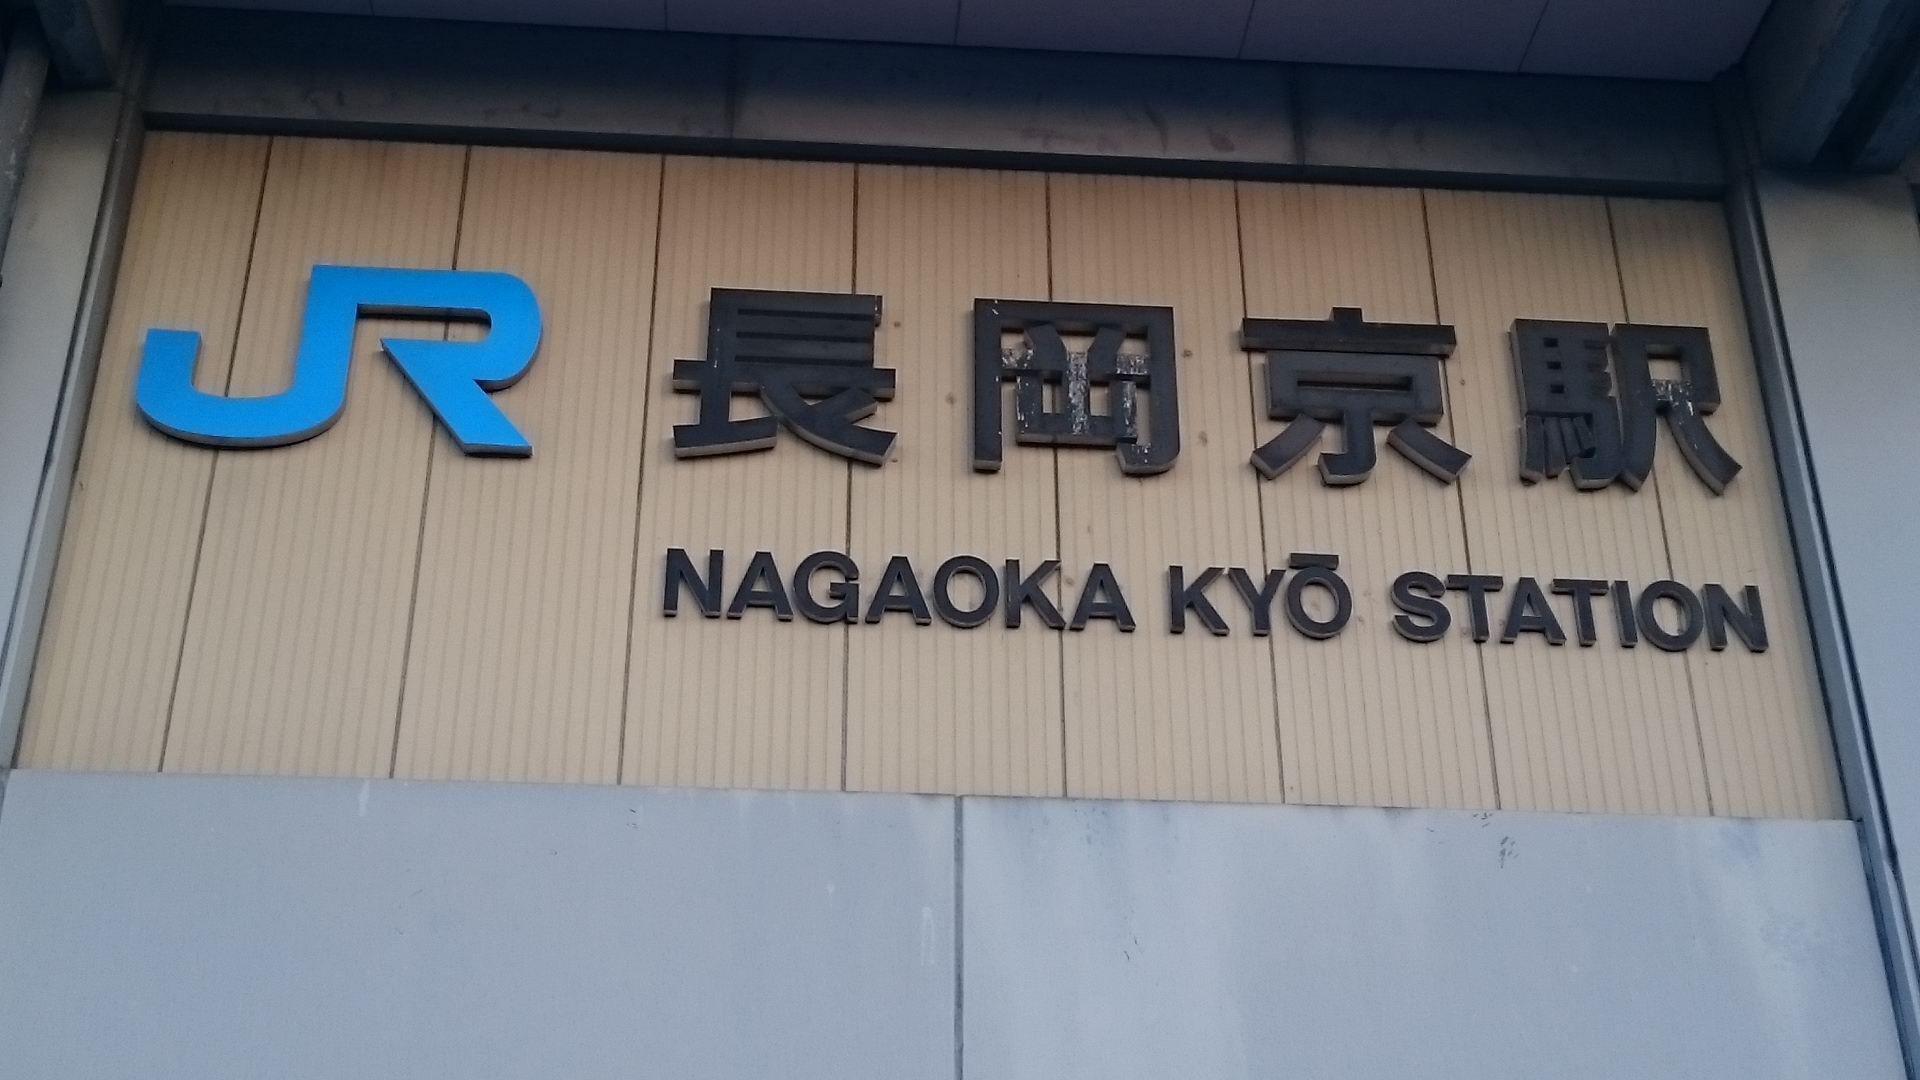 JR 長岡京駅
NAGAOKA KYŌ STATION